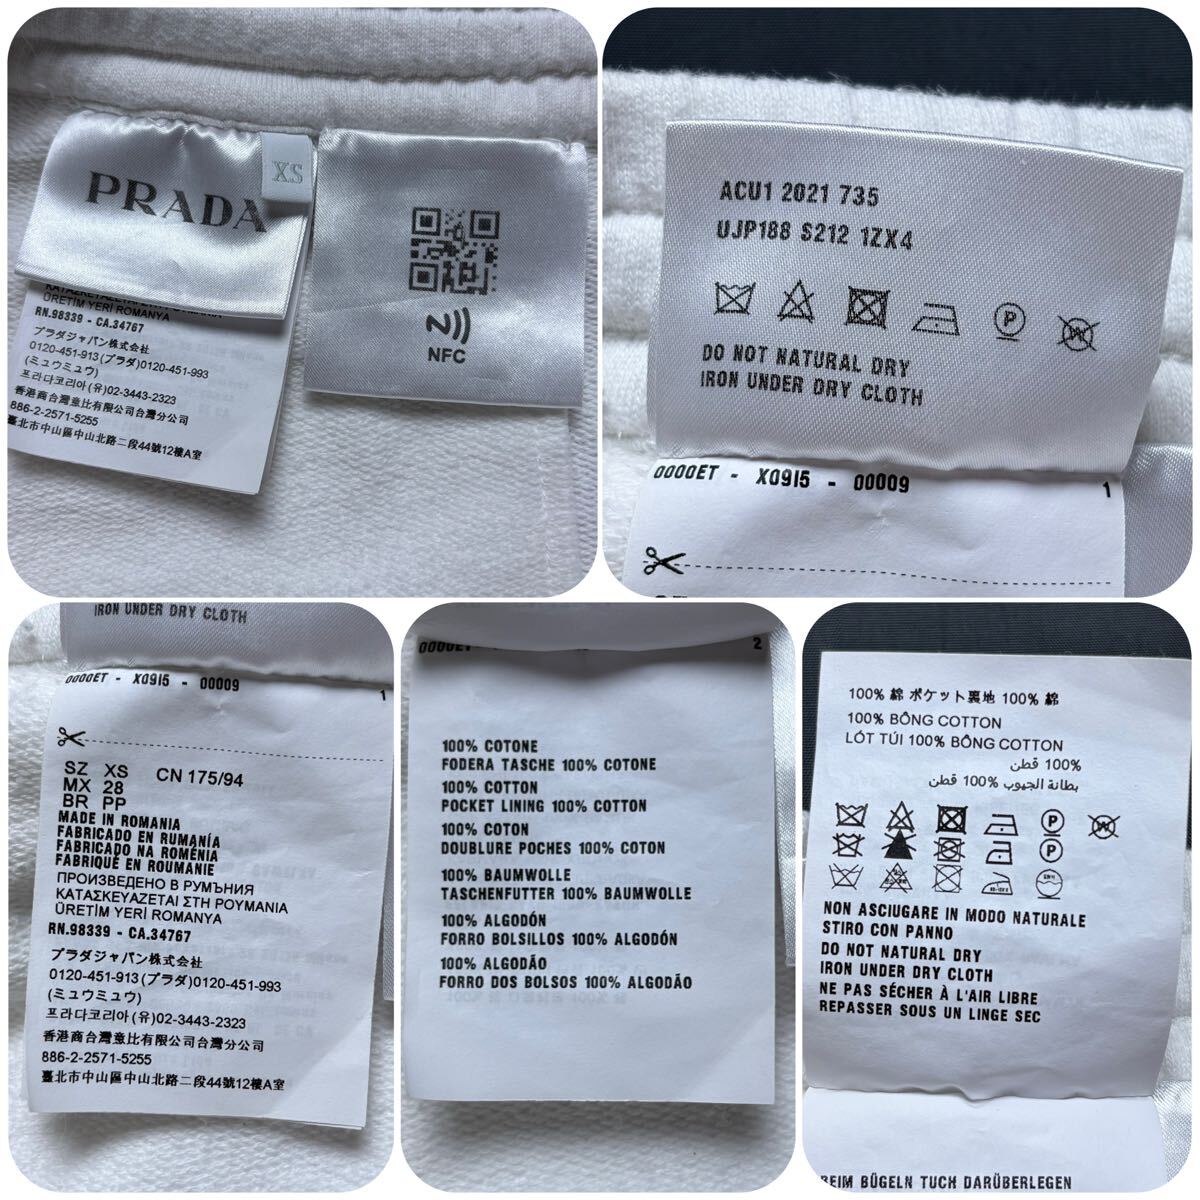 PRADA
XS
ÜRETİM YERİ ROMANYA
RN.98339 - CA.34767
プラダジャパン株式会社
0120-451-913(プラダ)0120-451-993
(ミュウミュウ)
프라다코리아(유)02-3443-2323
香港商台灣意比有限公司台灣分公司
886-2-2571-5255
臺北市中山區中山北路二段44號12樓A室
NFC
ACU1 2021 735
UJP188 S212 1ZX4
P
W
DO NOT NATURAL DRY
IRON UNDER DRY CLOTH
0000ET - X09I5 - 00009 1
IRON UNDER DRY CLOTH
0000ET - X09I5 - 00009 1
SZ XS CN 175/94
MX 28
BR PP
MADE IN ROMANIA
FABRICADO EN RUMANÍA
FABRICADO NA ROMÉNIA
FABRIQUÉ EN ROUMANIE
ПРОИЗВЕДЕНО В РУМЪНИЯ
ΚΑΤΑΣΚΕΥΑΖΕΤΑΙ ΣΤΗ ΡΟΥΜΑΝΙΑ
ÜRETİM YERİ ROMANYA
RN.98339 - CA.34767
プラダジャパン株式会社
0120-451-913(プラダ)0120-451-993
(ミュウミュウ)
프라다코리아(유)02-3443-2323
香港商台灣意比有限公司台灣分公司
886-2-2571-5255
臺北市中山區中山北路二段44號12樓A室
2
100% COTONE
FODERA TASCHE 100% COTONE
100% COTTON
POCKET LINING 100% COTTON
100% COTON
DOUBLURE POCHES 100% COTON
100% BAUMWOLLE
TASCHENFUTTER 100% BAUMWOLLE
100% ALGODÓN
FORRO BOLSILLOS 100% ALGODÓN
100% ALGODÃO
FORRO DOS BOLSOS 100% ALGODÃO
100% 綿 ポケット裏地 100% 綿
100% BÔNG COTTON
LÓT TÚI 100% BÔNG COTTON
100% قطن
بطانة الجيوب 100% قطن
P
W
P
NON ASCIUGARE IN MODO NATURALE
STIRO CON PANNO
DO NOT NATURAL DRY
IRON UNDER DRY CLOTH
NE PAS SÉCHER À L'AIR LIBRE
REPASSER SOUS UN LINGE SEC
BEIM BÜGELN TUCH DARÜBERLEGEN